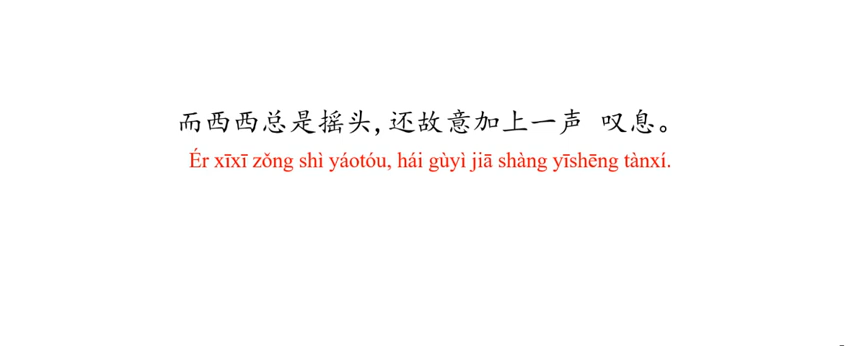 而西西总是摇头,还故意加上一声 叹息。
Ér xīxī zǒng shì yáotóu, hái gùyì jiā shàng yīshēng tànxí.